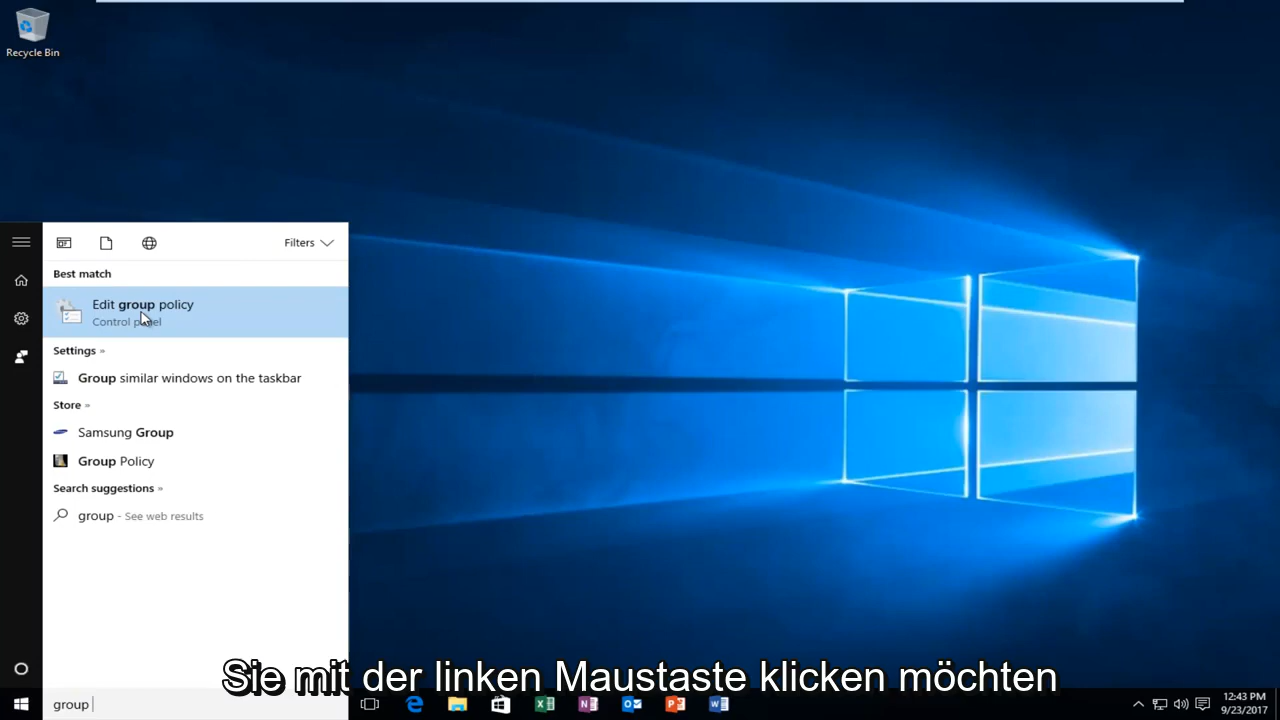 Recycle Bin
Filters
Best match
Edit group policy
Control panel
Settings »
Group similar windows on the taskbar
Store »
Samsung Group
Group Policy
Search suggestions »
group - See web results
Sie mit der linken Maustaste klicken möchten
group
12:43 PM
9/23/2017